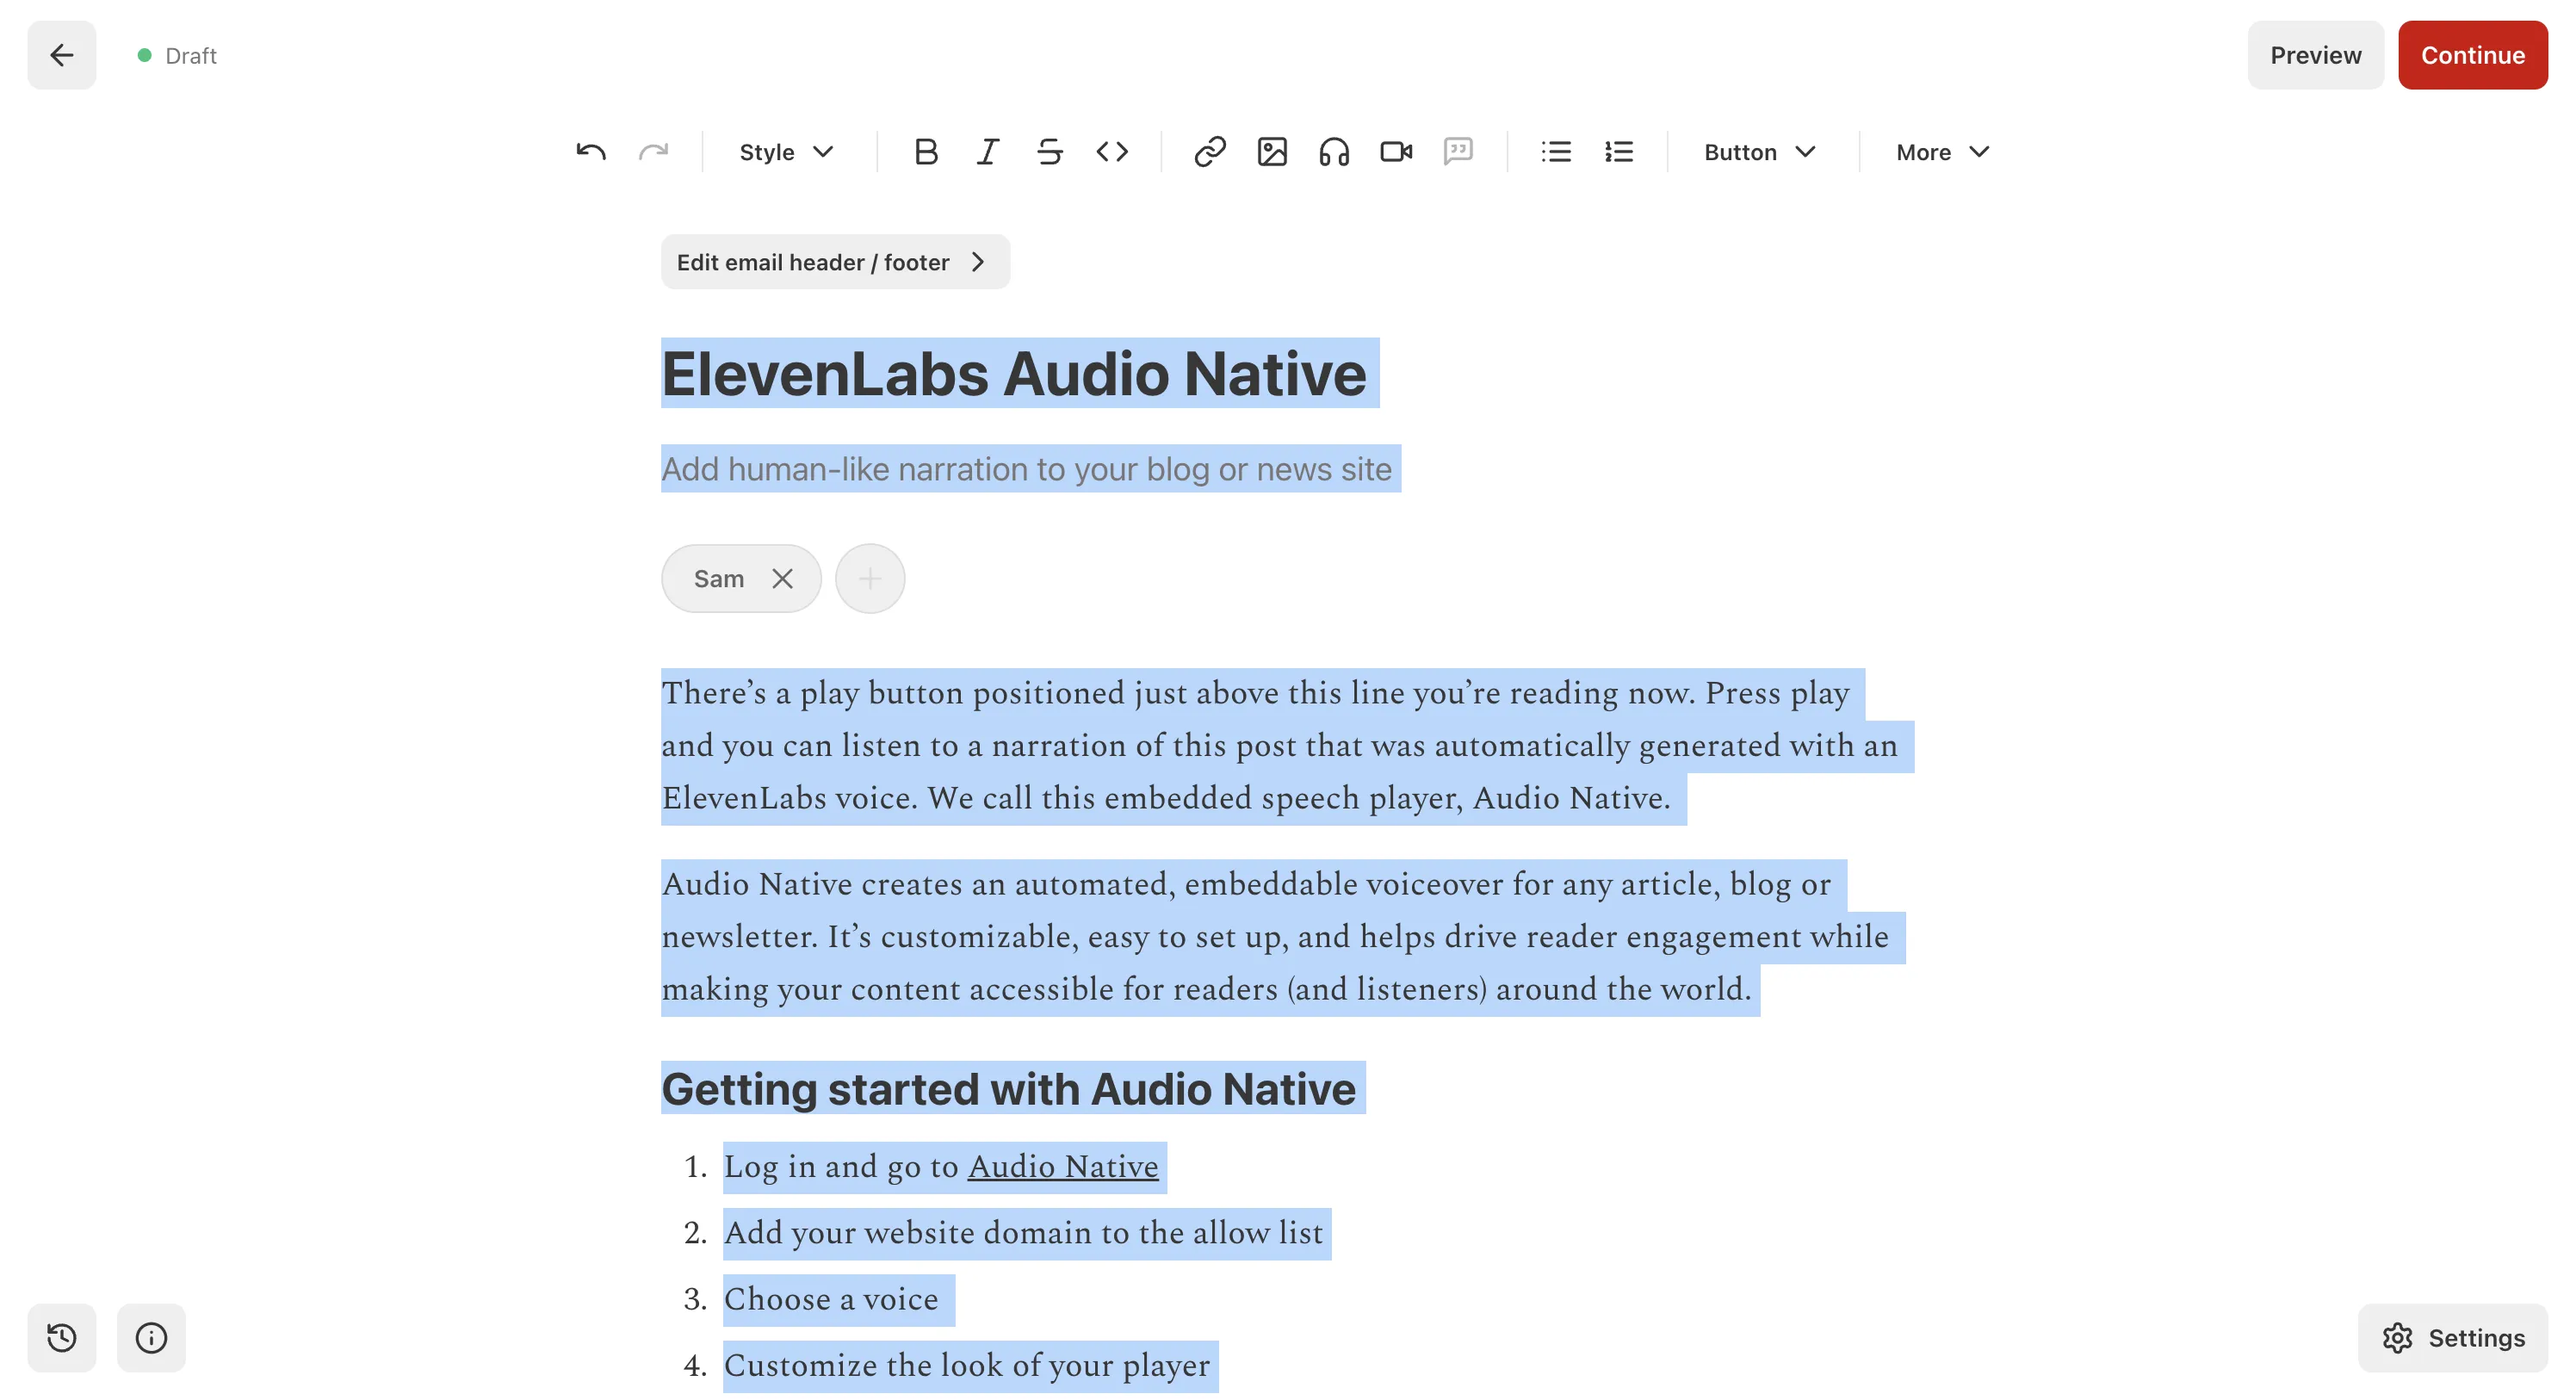 Draft
Preview
Continue
Style
Button
More
Edit email header / footer
ElevenLabs Audio Native
Add human-like narration to your blog or news site
Sam
There’s a play button positioned just above this line you’re reading now. Press play
and you can listen to a narration of this post that was automatically generated with an
ElevenLabs voice. We call this embedded speech player, Audio Native.
Audio Native creates an automated, embeddable voiceover for any article, blog or
newsletter. It’s customizable, easy to set up, and helps drive reader engagement while
making your content accessible for readers (and listeners) around the world.
Getting started with Audio Native
1. Log in and go to Audio Native
2. Add your website domain to the allow list
3. Choose a voice
4. Customize the look of your player
Settings